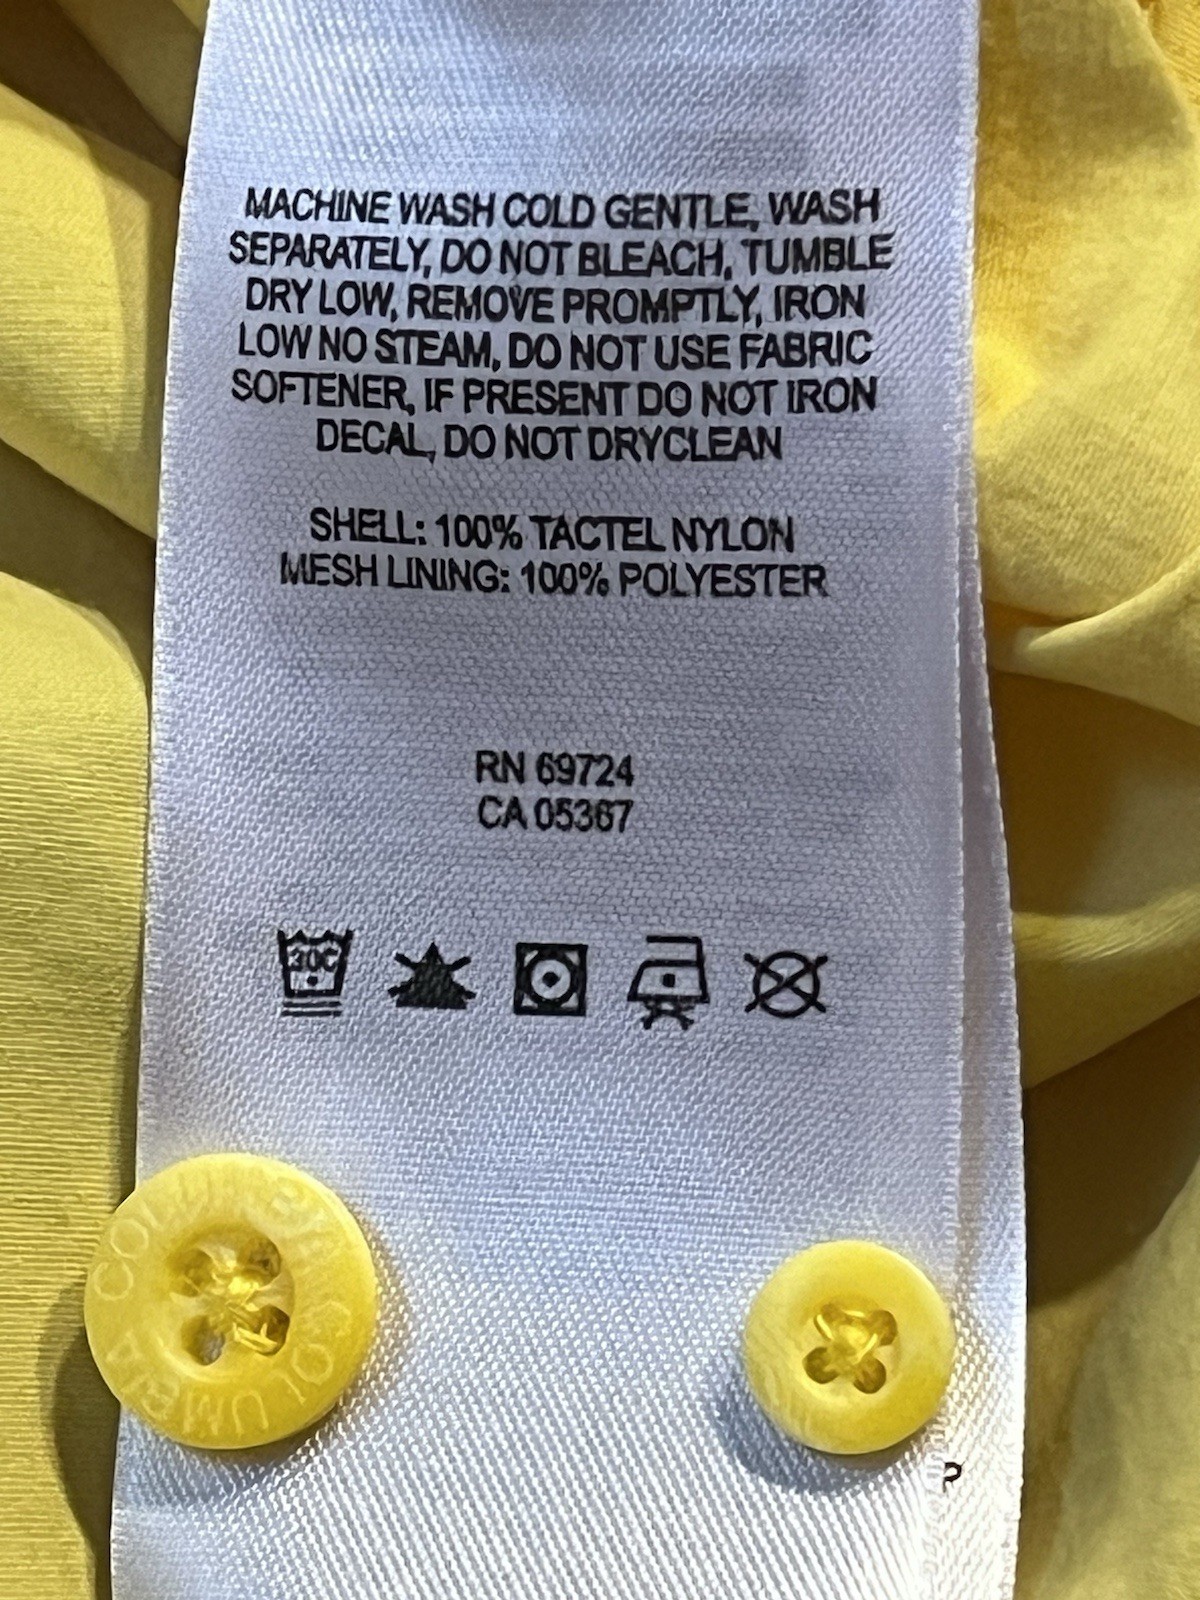 MACHINE WASH COLD GENTLE, WASH
SEPARATELY, DO NOT BLEACH, TUMBLE
DRY LOW, REMOVE PROMPTLY, IRON
LOW NO STEAM, DO NOT USE FABRIC
SOFTENER, IF PRESENT DO NOT IRON
DECAL, DO NOT DRYCLEAN
SHELL: 100% TACTEL NYLON
MESH LINING: 100% POLYESTER
RN 69724
CA 05367
30C